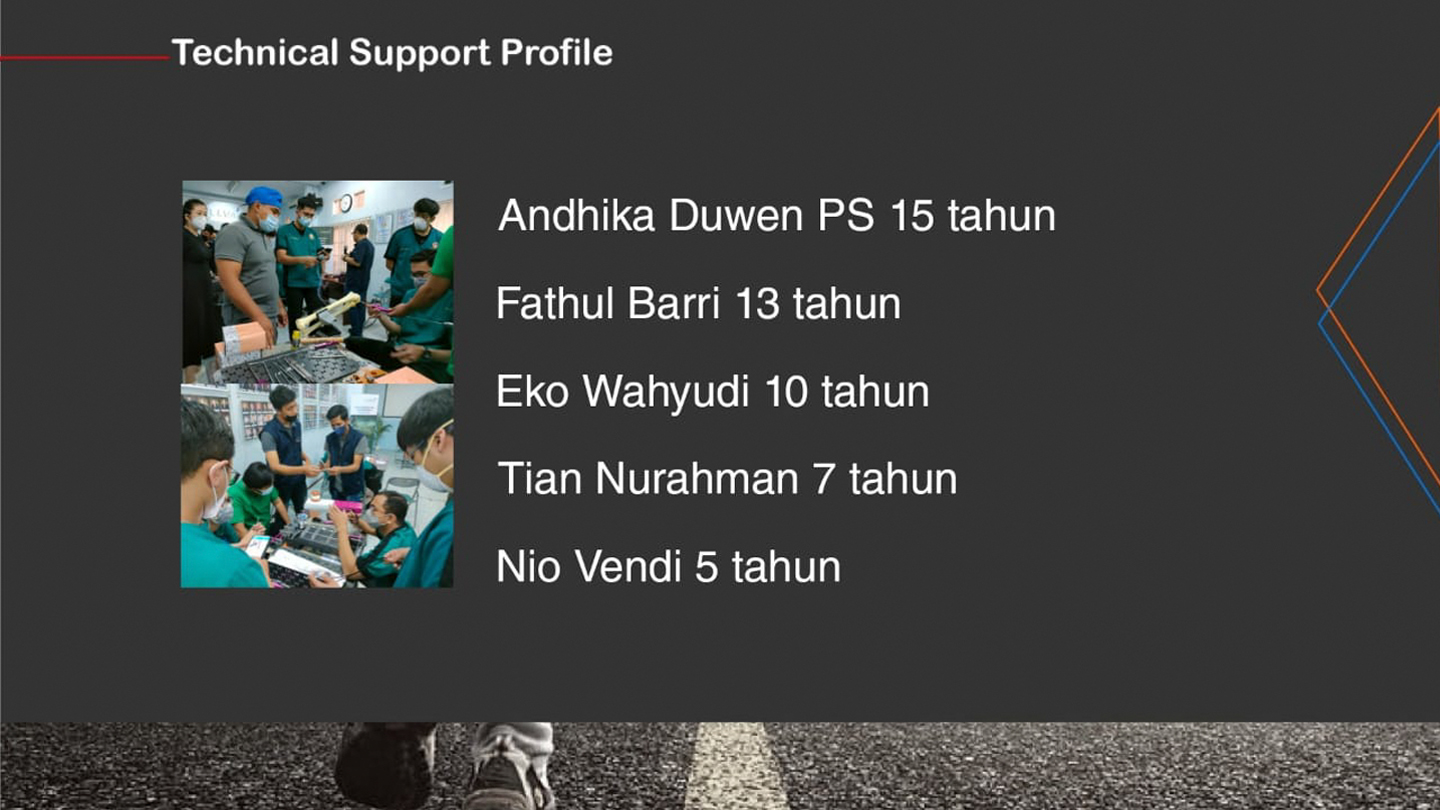 Technical Support Profile
Andhika Duwen PS 15 tahun
Fathul Barri 13 tahun
Eko Wahyudi 10 tahun
Tian Nurahman 7 tahun
Nio Vendi 5 tahun